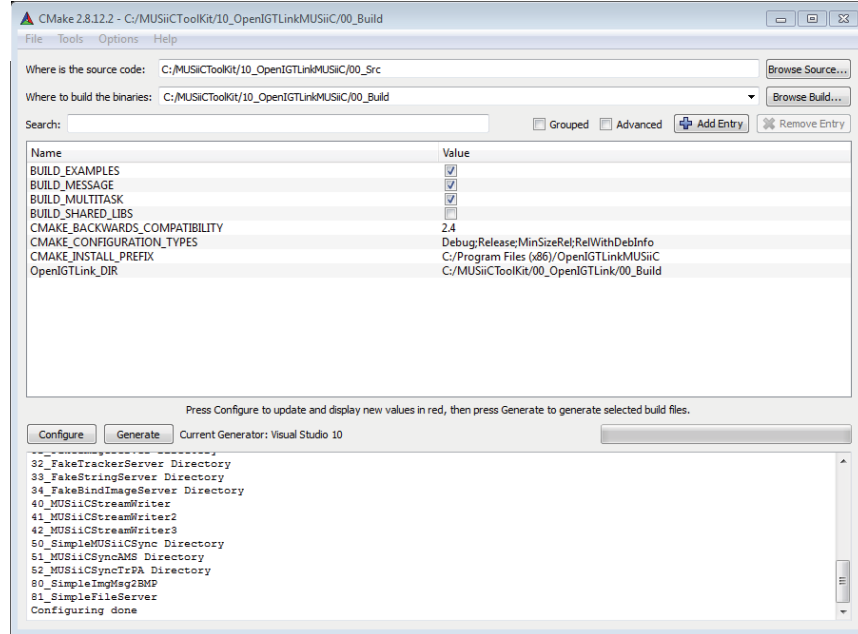 CMake 2.8.12.2 - C:/MUSiiCToolKit/10_OpenIGTLinkMUSiiC/00_Build
File Tools Options Help
Where is the source code: C:/MUSiiCToolKit/10_OpenIGTLinkMUSiiC/00_Src Browse Source...
Where to build the binaries: C:/MUSiiCToolKit/10_OpenIGTLinkMUSiiC/00_Build Browse Build...
Search: Grouped Advanced Add Entry Remove Entry
Name Value
BUILD_EXAMPLES
BUILD_MESSAGE
BUILD_MULTITASK
BUILD_SHARED_LIBS
CMAKE_BACKWARDS_COMPATIBILITY 2.4
CMAKE_CONFIGURATION_TYPES Debug;Release;MinSizeRel;RelWithDebInfo
CMAKE_INSTALL_PREFIX C:/Program Files (x86)/OpenIGTLinkMUSiiC
OpenIGTLink_DIR C:/MUSiiCToolKit/00_OpenIGTLink/00_Build
Press Configure to update and display new values in red, then press Generate to generate selected build files.
Configure Generate Current Generator: Visual Studio 10
32_FakeTrackerServer Directory
33_FakeStringServer Directory
34_FakeBindImageServer Directory
40_MUSiiCStreamWriter
41_MUSiiCStreamWriter2
42_MUSiiCStreamWriter3
50_SimpleMUSiiCSync Directory
51_MUSiiCSyncAMS Directory
52_MUSiiCSyncTrPA Directory
80_SimpleImgMsg2BMP
81_SimpleFileServer
Configuring done